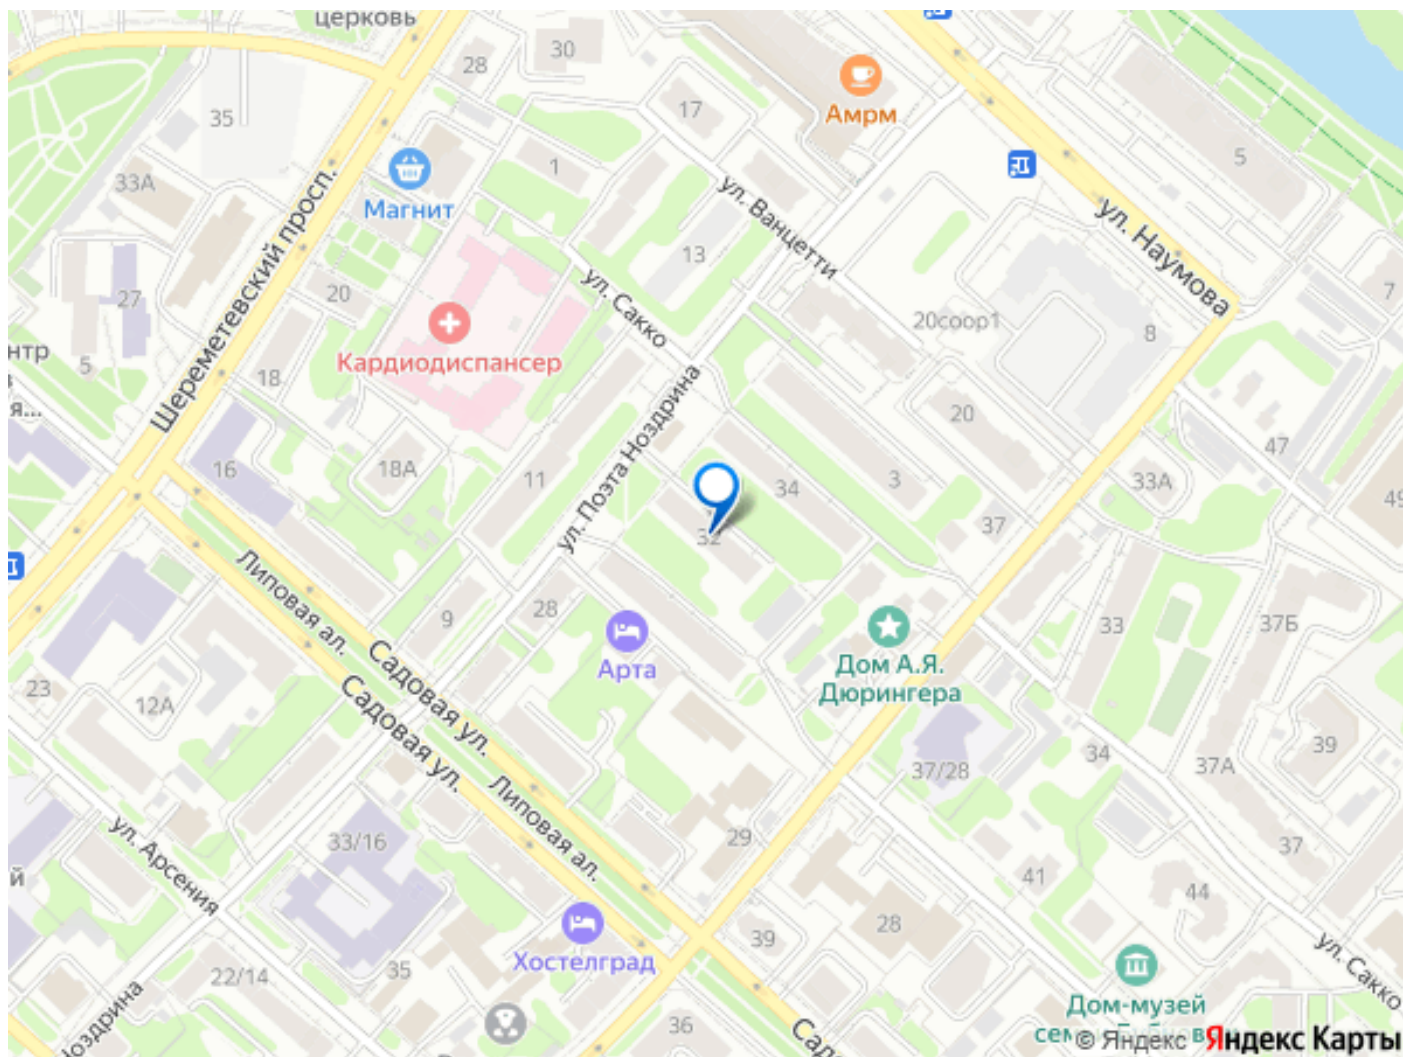 церковь
30
28
35
17
Амрм
5
33А
1
Магнит
Шереметевский просп.
ул. Ванцетти
ул. Наумова
13
27
20
ул. Сакко
20соор1
7
8
нтр
5
Кардиодиспансер
18
я...
ул. Поэта Ноздрина
20
47
16
18А
11
34
3
33А
49
37
32
Липовая ал.
28
9
Арта
Дом А.Я.
Дюрингера
33
37Б
Садовая ул.
23
12А
Садовая ул.
34
39
37/28
37А
Липовая ал.
ул. Арсения
33/16
29
37
й
41
44
28
39
Хостелград
35
22/14
ул. Сакко
Дом-музей
36
© Яндекс
Яндекс Карты